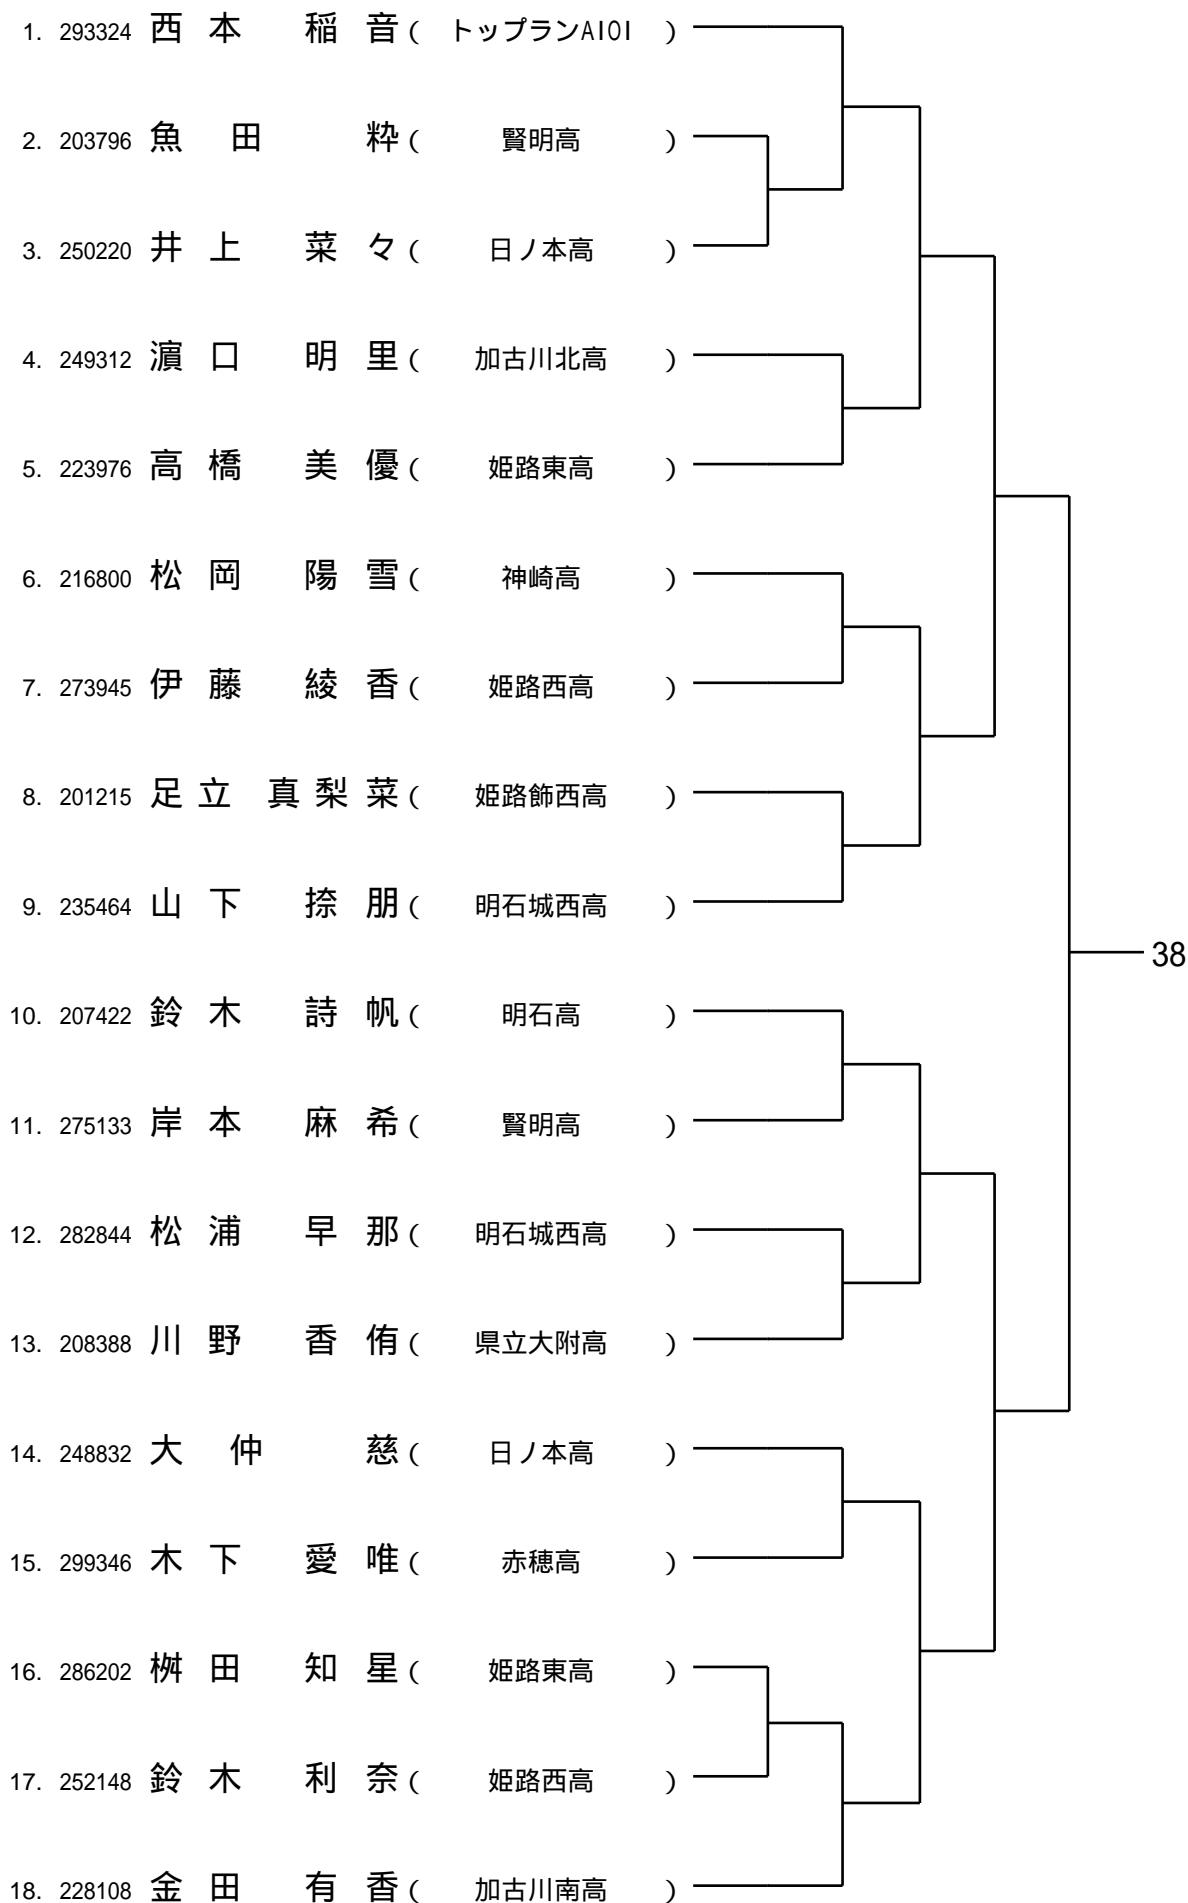 1. 293324 西本 稲音 ( トップランAIOI )
2. 203796 魚田 粋 ( 賢明高 )
3. 250220 井上 菜々 ( 日ノ本高 )
4. 249312 濵口 明里 ( 加古川北高 )
5. 223976 高橋 美優 ( 姫路東高 )
6. 216800 松岡 陽雪 ( 神崎高 )
7. 273945 伊藤 綾香 ( 姫路西高 )
8. 201215 足立 真梨菜 ( 姫路飾西高 )
9. 235464 山下 捺朋 ( 明石城西高 )
38
10. 207422 鈴木 詩帆 ( 明石高 )
11. 275133 岸本 麻希 ( 賢明高 )
12. 282844 松浦 早那 ( 明石城西高 )
13. 208388 川野 香侑 ( 県立大附高 )
14. 248832 大仲 慈 ( 日ノ本高 )
15. 299346 木下 愛唯 ( 赤穂高 )
16. 286202 桝田 知星 ( 姫路東高 )
17. 252148 鈴木 利奈 ( 姫路西高 )
18. 228108 金田 有香 ( 加古川南高 )